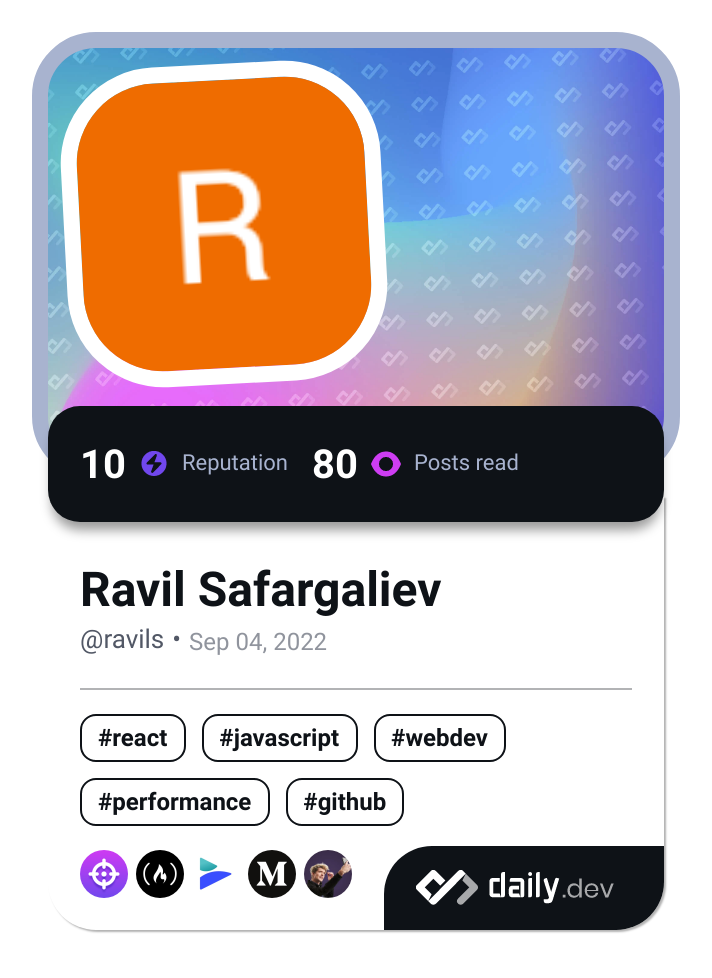 R
10 Reputation 80 Posts read
Ravil Safargaliev
@ravils • Sep 04, 2022
#react #javascript #webdev
#performance #github
M
daily.dev